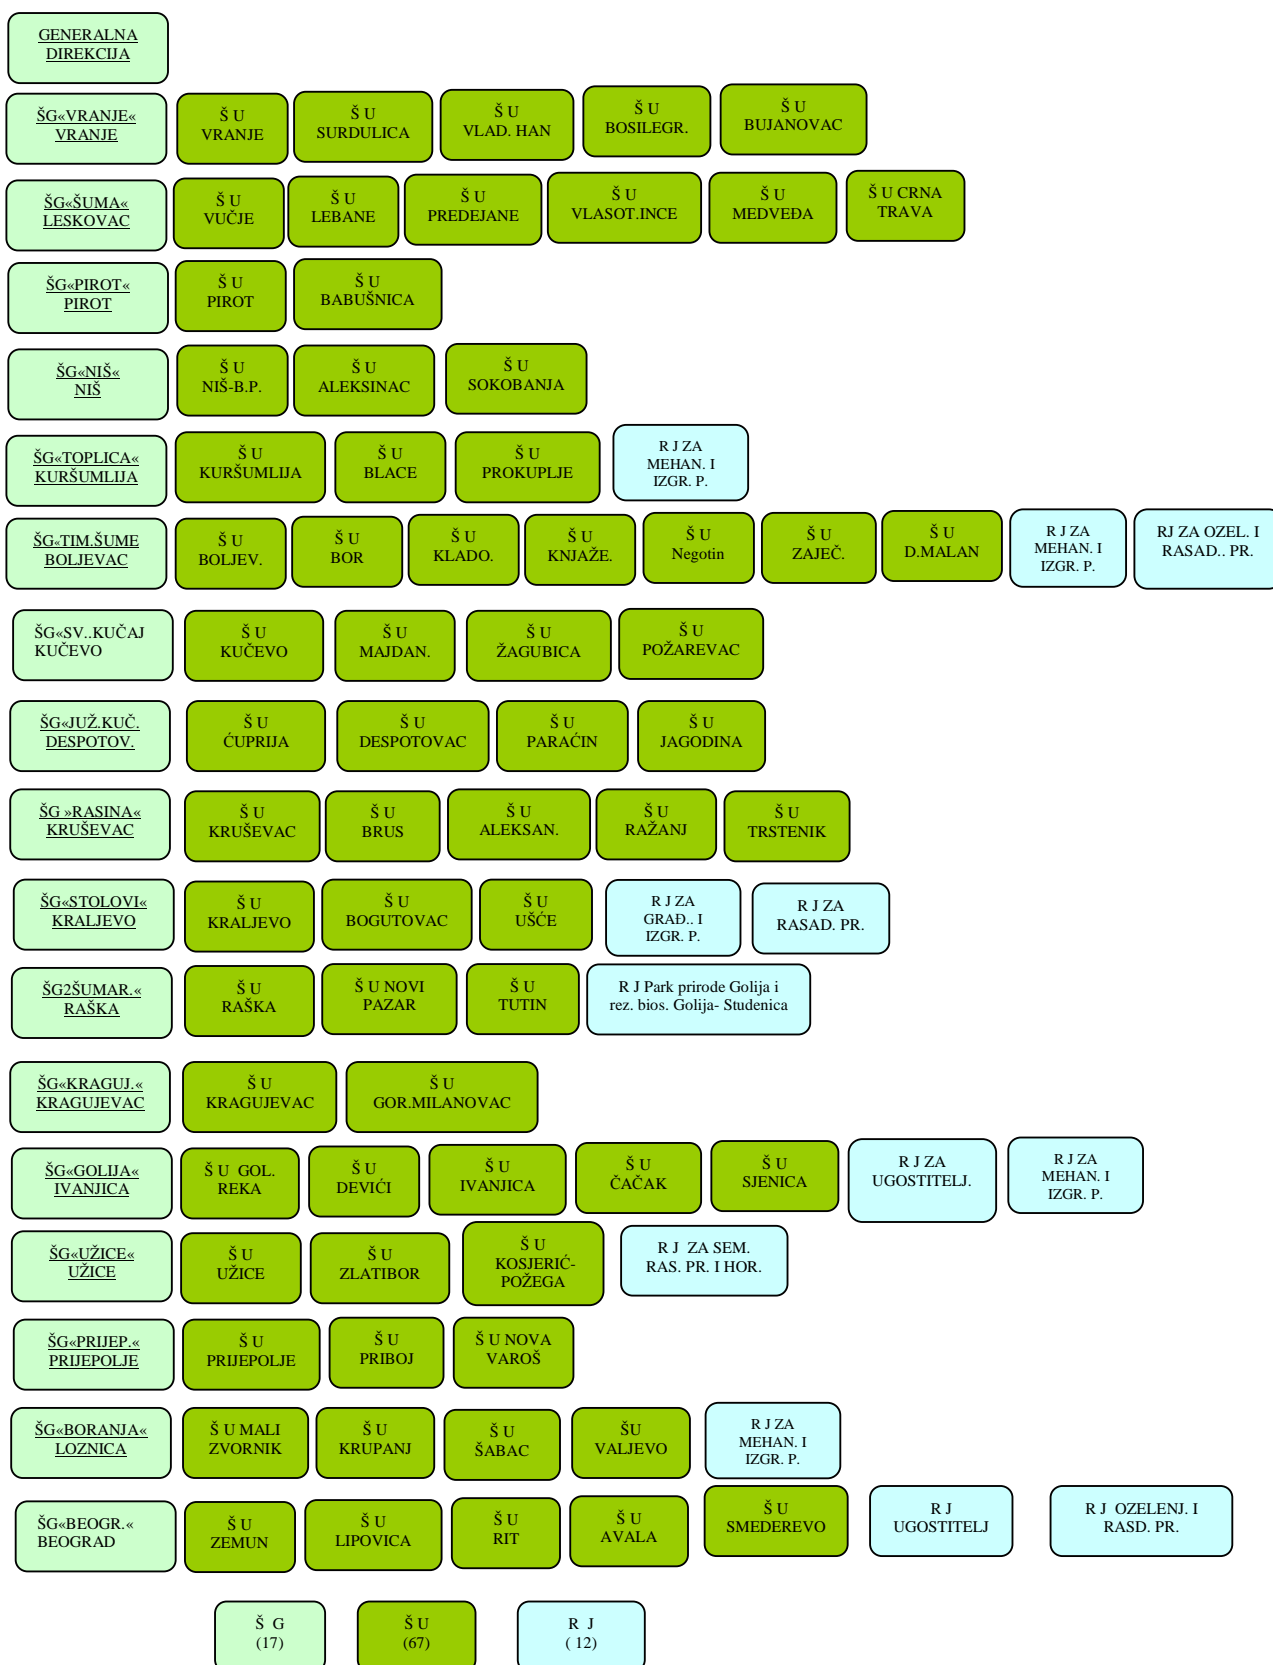 GENERALNA
DIREKCIJA
ŠG«VRANJE«
VRANJE
Š U
VRANJE
Š U
SURDULICA
Š U
VLAD. HAN
Š U
BOSILEGR.
Š U
BUJANOVAC
ŠG«ŠUMA«
LESKOVAC
Š U
VUČJE
Š U
LEBANE
Š U
PREDEJANE
Š U
VLASOT.INCE
Š U
MEDVEĐA
Š U CRNA
TRAVA
ŠG«PIROT«
PIROT
Š U
PIROT
Š U
BABUŠNICA
ŠG«NIŠ«
NIŠ
Š U
NIŠ-B.P.
Š U
ALEKSINAC
Š U
SOKOBANJA
ŠG«TOPLICA«
KURŠUMLIJA
Š U
KURŠUMLIJA
Š U
BLACE
Š U
PROKUPLJE
R J ZA
MEHAN. I
IZGR. P.
ŠG«TIM.ŠUME
BOLJEVAC
Š U
BOLJEV.
Š U
BOR
Š U
KLADO.
Š U
KNJAŽE.
Š U
Negotin
Š U
ZAJEČ.
Š U
D.MALAN
R J ZA
MEHAN. I
IZGR. P.
RJ ZA OZEL. I
RASAD.. PR.
ŠG«SV..KUČAJ
KUČEVO
Š U
KUČEVO
Š U
MAJDAN.
Š U
ŽAGUBICA
Š U
POŽAREVAC
ŠG«JUŽ.KUČ.
DESPOTOV.
Š U
ĆUPRIJA
Š U
DESPOTOVAC
Š U
PARAĆIN
Š U
JAGODINA
ŠG »RASINA«
KRUŠEVAC
Š U
KRUŠEVAC
Š U
BRUS
Š U
ALEKSAN.
Š U
RAŽANJ
Š U
TRSTENIK
ŠG«STOLOVI«
KRALJEVO
Š U
KRALJEVO
Š U
BOGUTOVAC
Š U
UŠĆE
R J ZA
GRAĐ.. I
IZGR. P.
R J ZA
RASAD. PR.
ŠG2ŠUMAR.«
RAŠKA
Š U
RAŠKA
Š U NOVI
PAZAR
Š U
TUTIN
R J Park prirode Golija i
rez. bios. Golija- Studenica
ŠG«KRAGUJ.«
KRAGUJEVAC
Š U
KRAGUJEVAC
Š U
GOR.MILANOVAC
ŠG«GOLIJA«
IVANJICA
Š U  GOL.
REKA
Š U
DEVIĆI
Š U
IVANJICA
Š U
ČAČAK
Š U
SJENICA
R J ZA
UGOSTITELJ.
R J ZA
MEHAN. I
IZGR. P.
ŠG«UŽICE«
UŽICE
Š U
UŽICE
Š U
ZLATIBOR
Š U
KOSJERIĆ-
POŽEGA
R J  ZA SEM.
RAS. PR. I HOR.
ŠG«PRIJEP.«
PRIJEPOLJE
Š U
PRIJEPOLJE
Š U
PRIBOJ
Š U NOVA
VAROŠ
ŠG«BORANJA«
LOZNICA
Š U MALI
ZVORNIK
Š U
KRUPANJ
Š U
ŠABAC
ŠU
VALJEVO
R J ZA
MEHAN. I
IZGR. P.
ŠG«BEOGR.«
BEOGRAD
Š U
ZEMUN
Š U
LIPOVICA
Š U
RIT
Š U
AVALA
Š U
SMEDEREVO
R J
UGOSTITELJ
R J  OZELENJ. I
RASD. PR.
Š  G
(17)
Š U
(67)
R  J
( 12)